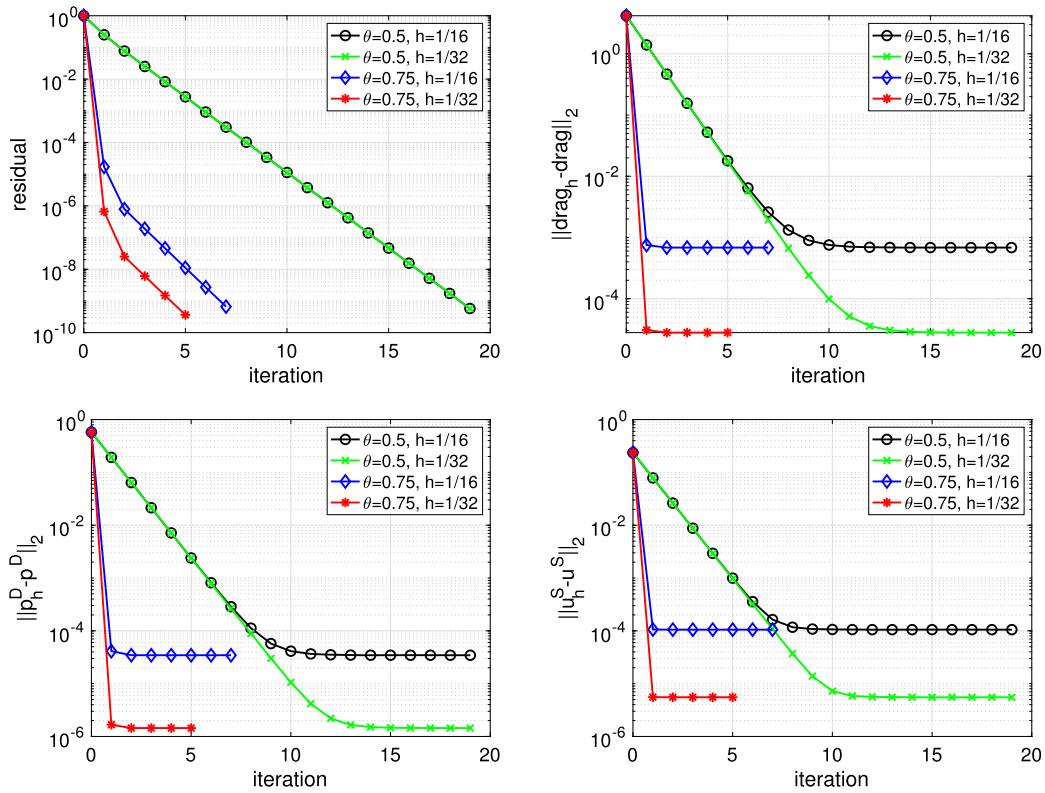 residual
10^0
10^-2
10^-4
10^-6
10^-8
10^-10
0 5 10 15 20
iteration
θ=0.5, h=1/16
θ=0.5, h=1/32
θ=0.75, h=1/16
θ=0.75, h=1/32
||drag_h-drag||_2
10^0
10^-2
10^-4
0 5 10 15 20
iteration
θ=0.5, h=1/16
θ=0.5, h=1/32
θ=0.75, h=1/16
θ=0.75, h=1/32
||p_h^D-p^D||_2
10^0
10^-2
10^-4
10^-6
0 5 10 15 20
iteration
θ=0.5, h=1/16
θ=0.5, h=1/32
θ=0.75, h=1/16
θ=0.75, h=1/32
||u_h^S-u^S||_2
10^0
10^-2
10^-4
10^-6
0 5 10 15 20
iteration
θ=0.5, h=1/16
θ=0.5, h=1/32
θ=0.75, h=1/16
θ=0.75, h=1/32